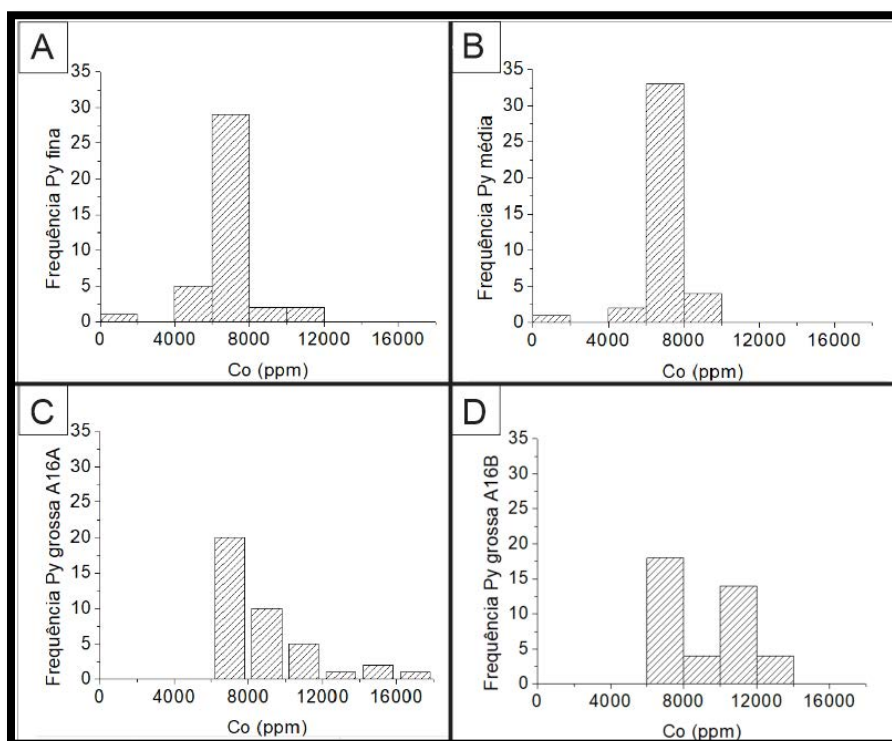 A
Frequência Py fina
35
30
25
20
15
10
5
0
0 4000 8000 12000 16000
Co (ppm)
B
Frequência Py média
35
30
25
20
15
10
5
0
0 4000 8000 12000 16000
Co (ppm)
C
Frequência Py grossa A16A
35
30
25
20
15
10
5
0
0 4000 8000 12000 16000
Co (ppm)
D
Frequência Py grossa A16B
35
30
25
20
15
10
5
0
0 4000 8000 12000 16000
Co (ppm)